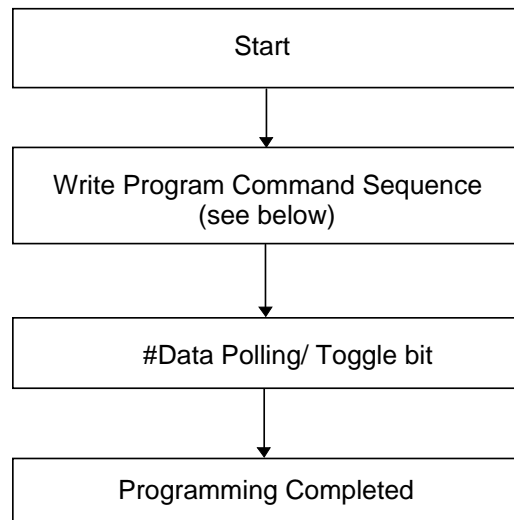 Start
Write Program Command Sequence
(see below)
#Data Polling/ Toggle bit
Programming Completed